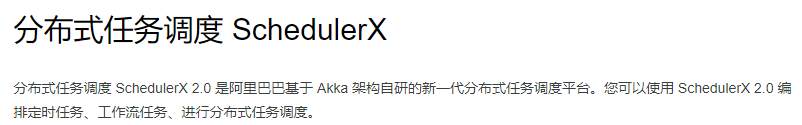 分布式任务调度 SchedulerX
分布式任务调度 SchedulerX 2.0 是阿里巴巴基于 Akka 架构自研的新一代分布式任务调度平台。您可以使用 SchedulerX 2.0 编
排定时任务、工作流任务、进行分布式任务调度。